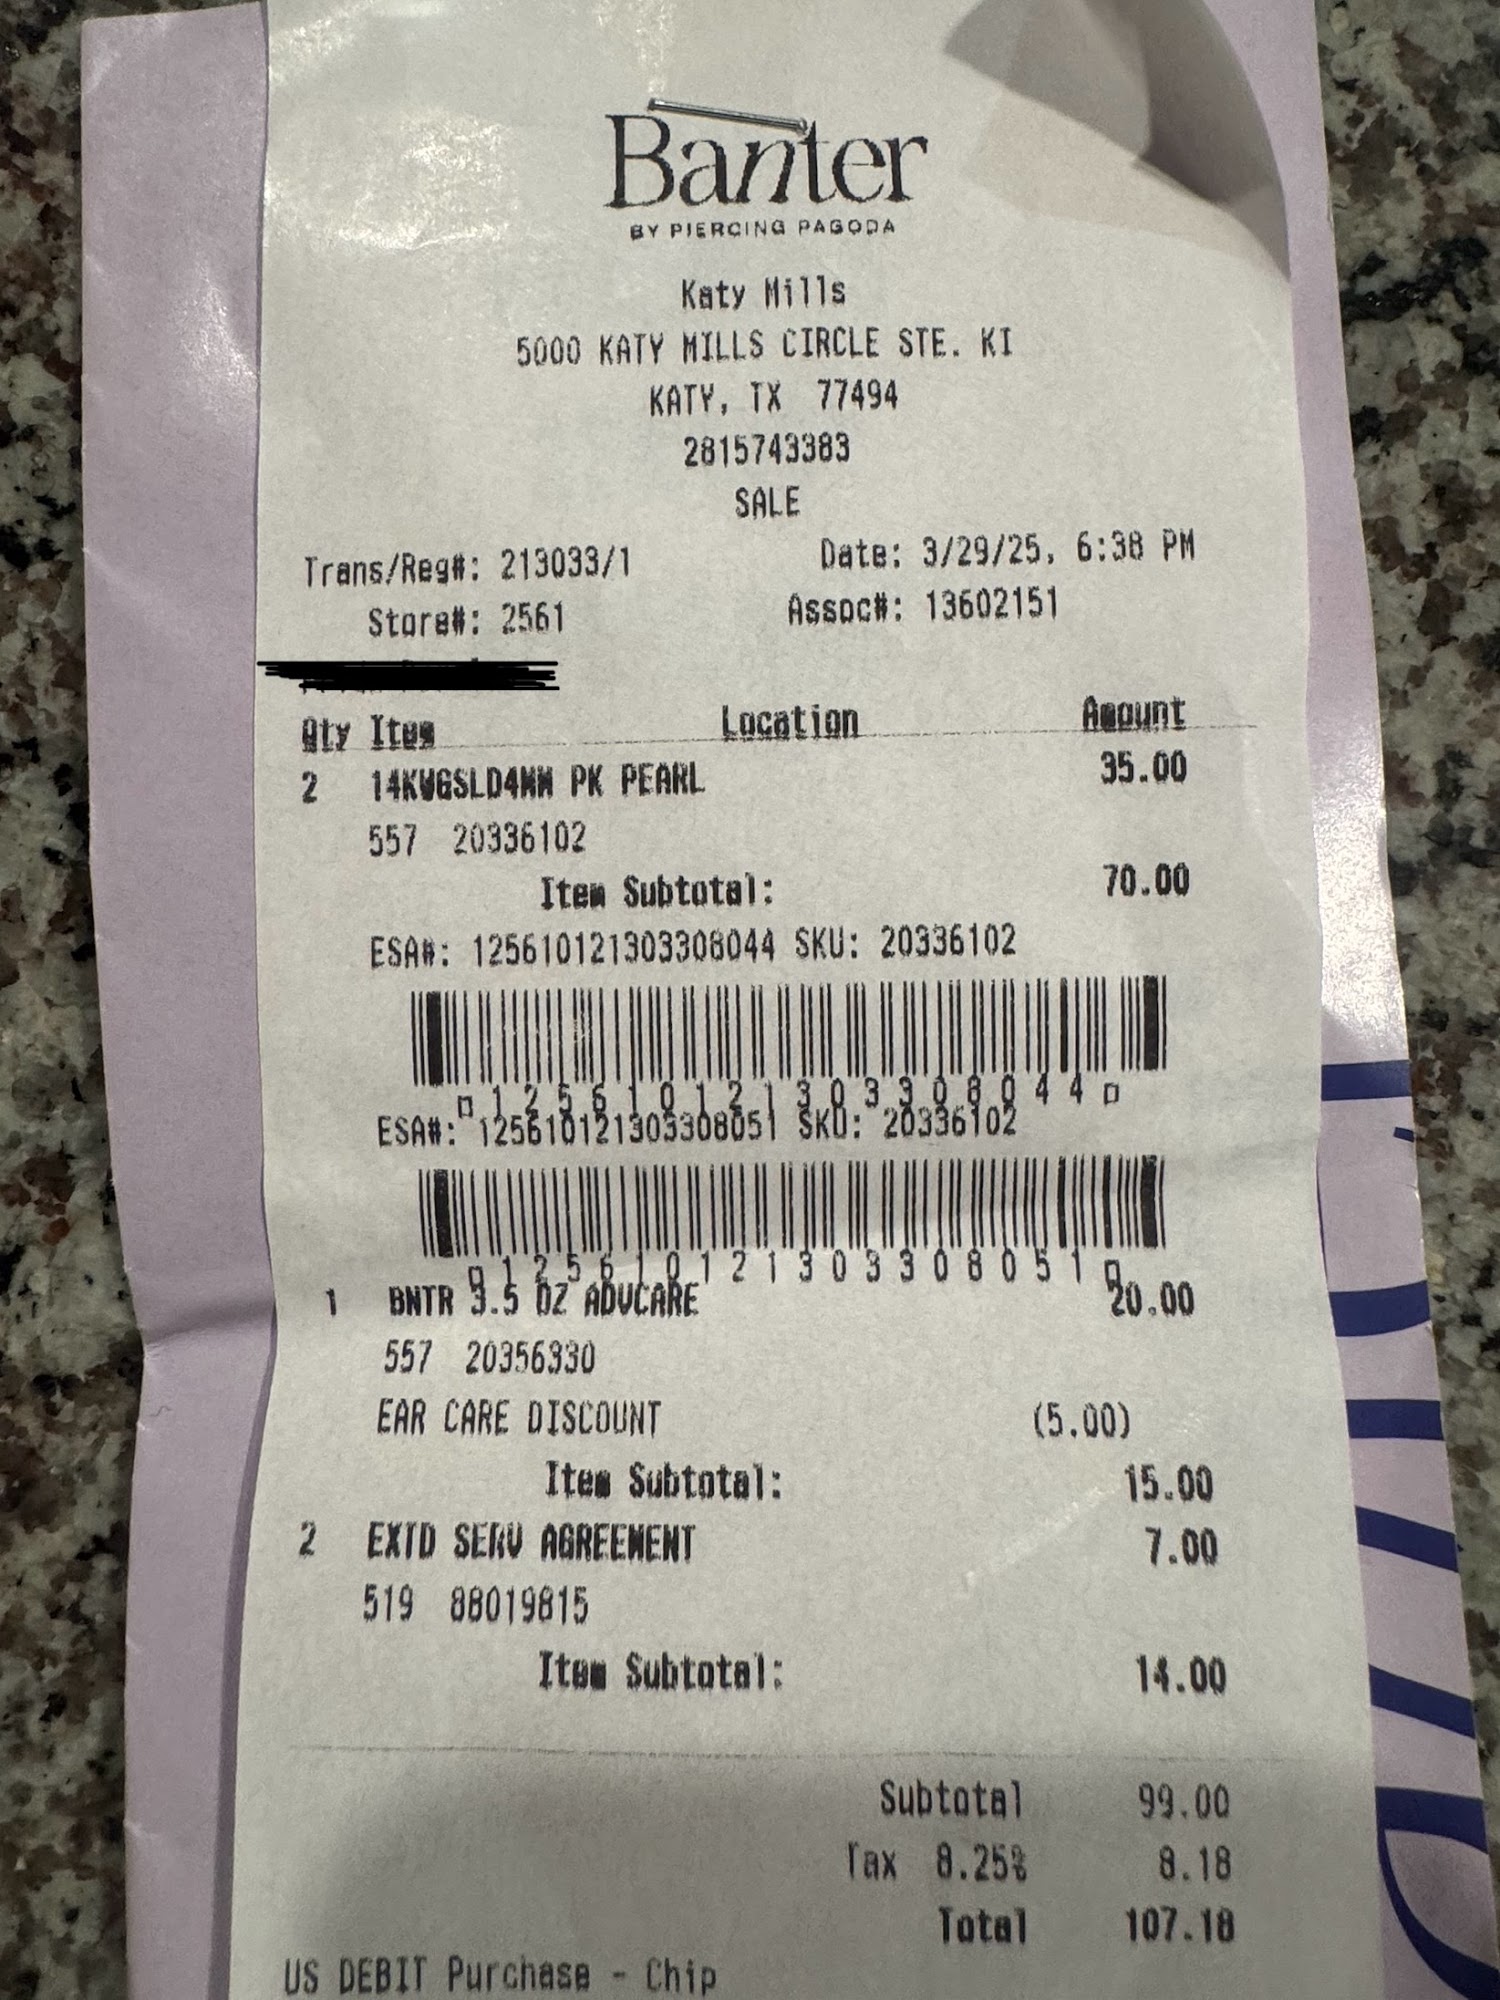 Banter
BY PIERCING PAGODA
Katy Mills
5000 KATY MILLS CIRCLE STE. KI
KATY, TX 77494
2815743383
SALE
Trans/Reg#: 213033/1 Date: 3/29/25, 6:38 PM
Store#: 2561 Assoc#: 13602151
Qty Item Location Amount
2 14KWGSLD4MM PK PEARL 35.00
557 20336102
Item Subtotal: 70.00
ESA#: 125610121303308044 SKU: 20336102
125610121303308044
ESA#: 125610121303308051 SKU: 20336102
125610121303308051
1 BNTR 3.5 OZ ADVCARE 20.00
557 20356330
EAR CARE DISCOUNT (5.00)
Item Subtotal: 15.00
2 EXTD SERV AGREEMENT 7.00
519 88019815
Item Subtotal: 14.00
Subtotal 99.00
Tax 8.25% 8.18
Total 107.18
US DEBIT Purchase - Chip